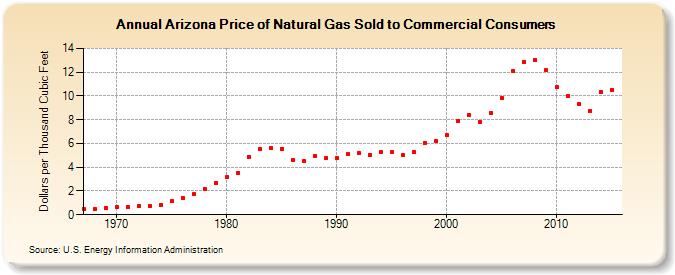 Annual Arizona Price of Natural Gas Sold to Commercial Consumers
Dollars per Thousand Cubic Feet
14
12
10
8
6
4
2
0
1970 1980 1990 2000 2010
Source: U.S. Energy Information Administration